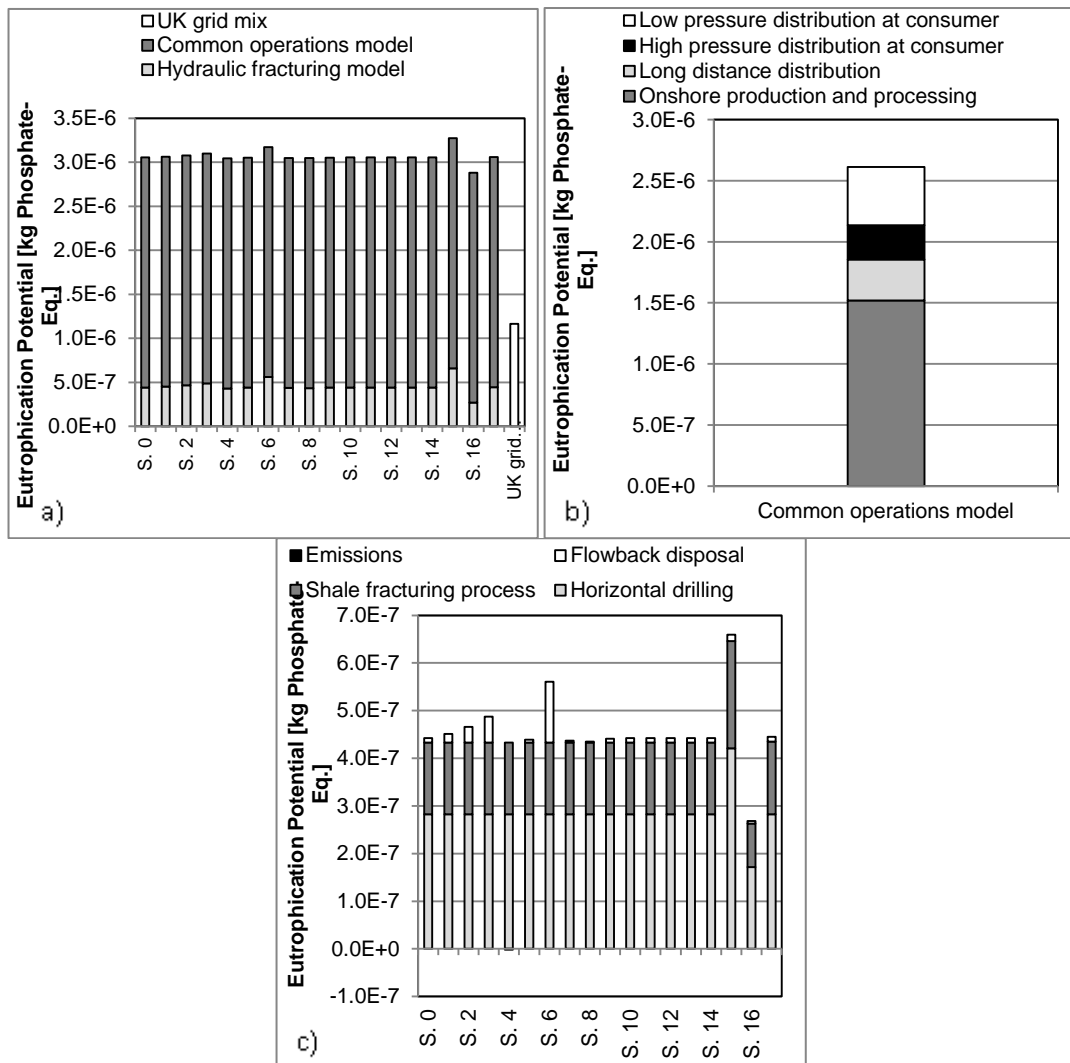 UK grid mix
Common operations model
Hydraulic fracturing model
Eutrophication Potential [kg Phosphate-
Eq.]
3.5E-6
3.0E-6
2.5E-6
2.0E-6
1.5E-6
1.0E-6
5.0E-7
0.0E+0
S. 0
S. 2
S. 4
S. 6
S. 8
S. 10
S. 12
S. 14
S. 16
UK grid...
a)
Low pressure distribution at consumer
High pressure distribution at consumer
Long distance distribution
Onshore production and processing
Eutrophication Potential [kg Phosphate-
Eq.]
3.0E-6
2.5E-6
2.0E-6
1.5E-6
1.0E-6
5.0E-7
0.0E+0
Common operations model
b)
Emissions
Flowback disposal
Shale fracturing process
Horizontal drilling
Eutrophication Potential [kg Phosphate
Eq.]
7.0E-7
6.0E-7
5.0E-7
4.0E-7
3.0E-7
2.0E-7
1.0E-7
0.0E+0
-1.0E-7
S. 0
S. 2
S. 4
S. 6
S. 8
S. 10
S. 12
S. 14
S. 16
c)